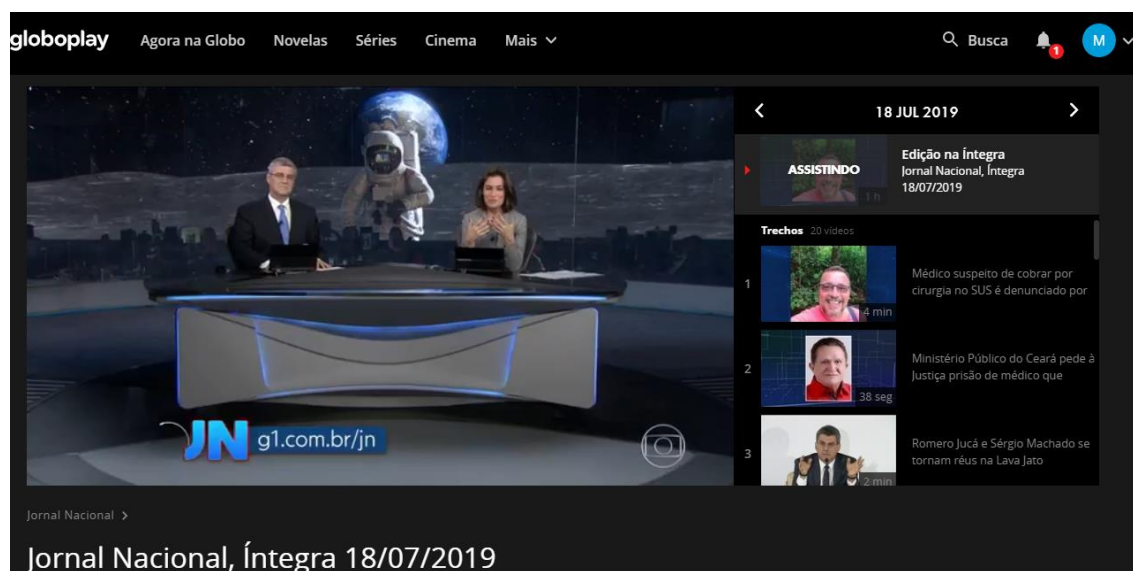 globoplay Agora na Globo Novelas Séries Cinema Mais Busca 1 M
18 JUL 2019
ASSISTINDO
1 h
Edição na Íntegra
Jornal Nacional, Íntegra
18/07/2019
Trechos 20 vídeos
1
4 min
Médico suspeito de cobrar por
cirurgia no SUS é denunciado por
2
38 seg
Ministério Público do Ceará pede à
Justiça prisão de médico que
3
2 min
Romero Jucá e Sérgio Machado se
tornam réus na Lava Jato
JN g1.com.br/jn
Jornal Nacional
Jornal Nacional, Íntegra 18/07/2019